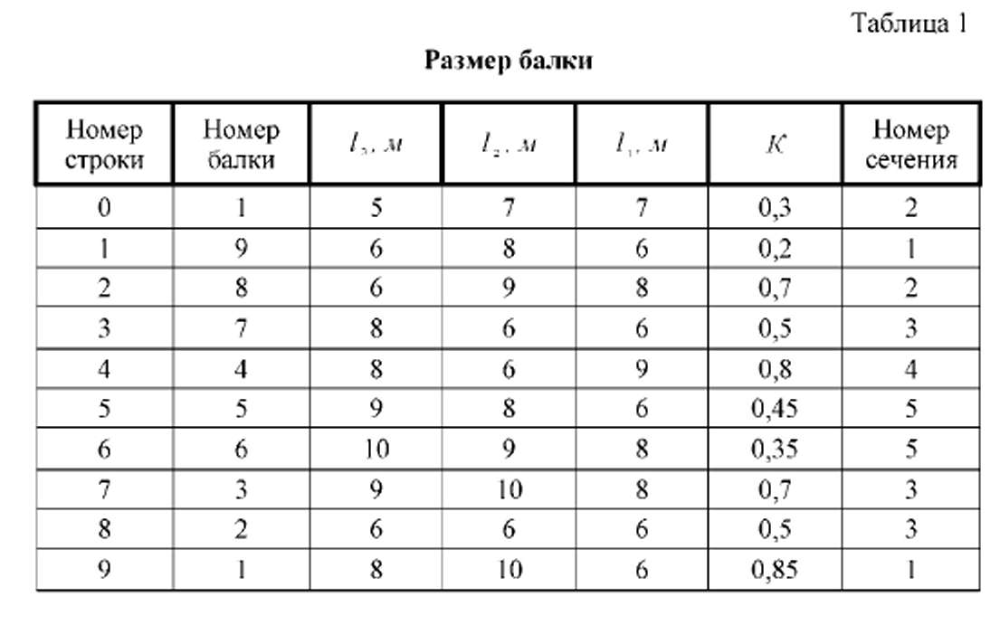 Таблица 1
Размер балки
Номер строки Номер балки l₃, м l₂, м l₁, м K Номер сечения
0 1 5 7 7 0,3 2
1 9 6 8 6 0,2 1
2 8 6 9 8 0,7 2
3 7 8 6 6 0,5 3
4 4 8 6 9 0,8 4
5 5 9 8 6 0,45 5
6 6 10 9 8 0,35 5
7 3 9 10 8 0,7 3
8 2 6 6 6 0,5 3
9 1 8 10 6 0,85 1